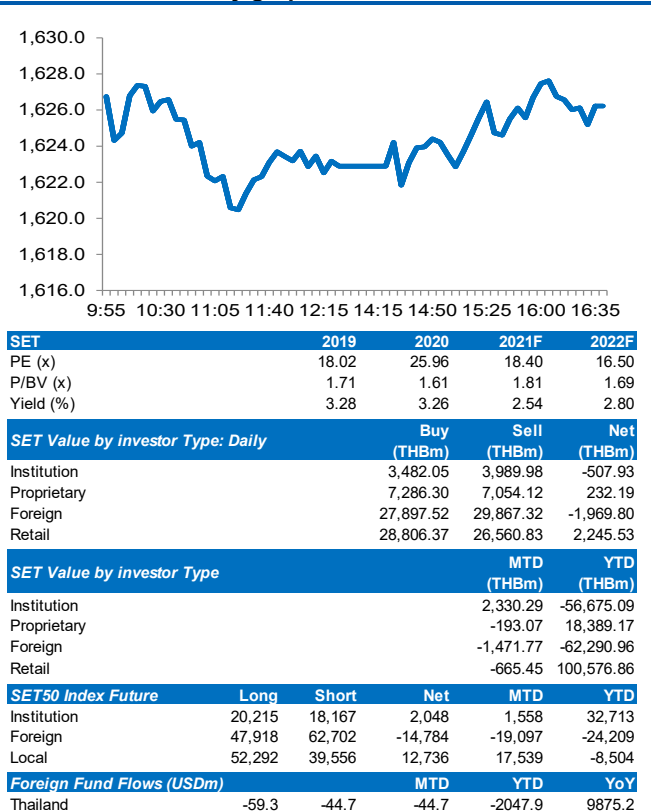 1,630.0
1,628.0
1,626.0
1,624.0
1,622.0
1,620.0
1,618.0
1,616.0
9:55 10:30 11:05 11:40 12:15 14:15 14:50 15:25 16:00 16:35
SET 2019 2020 2021F 2022F
PE (x) 18.02 25.96 18.40 16.50
P/BV (x) 1.71 1.61 1.81 1.69
Yield (%) 3.28 3.26 2.54 2.80
SET Value by investor Type: Daily Buy Sell Net
(THBm) (THBm) (THBm)
Institution 3,482.05 3,989.98 -507.93
Proprietary 7,286.30 7,054.12 232.19
Foreign 27,897.52 29,867.32 -1,969.80
Retail 28,806.37 26,560.83 2,245.53
SET Value by investor Type MTD YTD
(THBm) (THBm)
Institution 2,330.29 -56,675.09
Proprietary -193.07 18,389.17
Foreign -1,471.77 -62,290.96
Retail -665.45 100,576.86
SET50 Index Future Long Short Net MTD YTD
Institution 20,215 18,167 2,048 1,558 32,713
Foreign 47,918 62,702 -14,784 -19,097 -24,209
Local 52,292 39,556 12,736 17,539 -8,504
Foreign Fund Flows (USDm) MTD YTD YoY
Thailand -59.3 -44.7 -44.7 -2047.9 9875.2